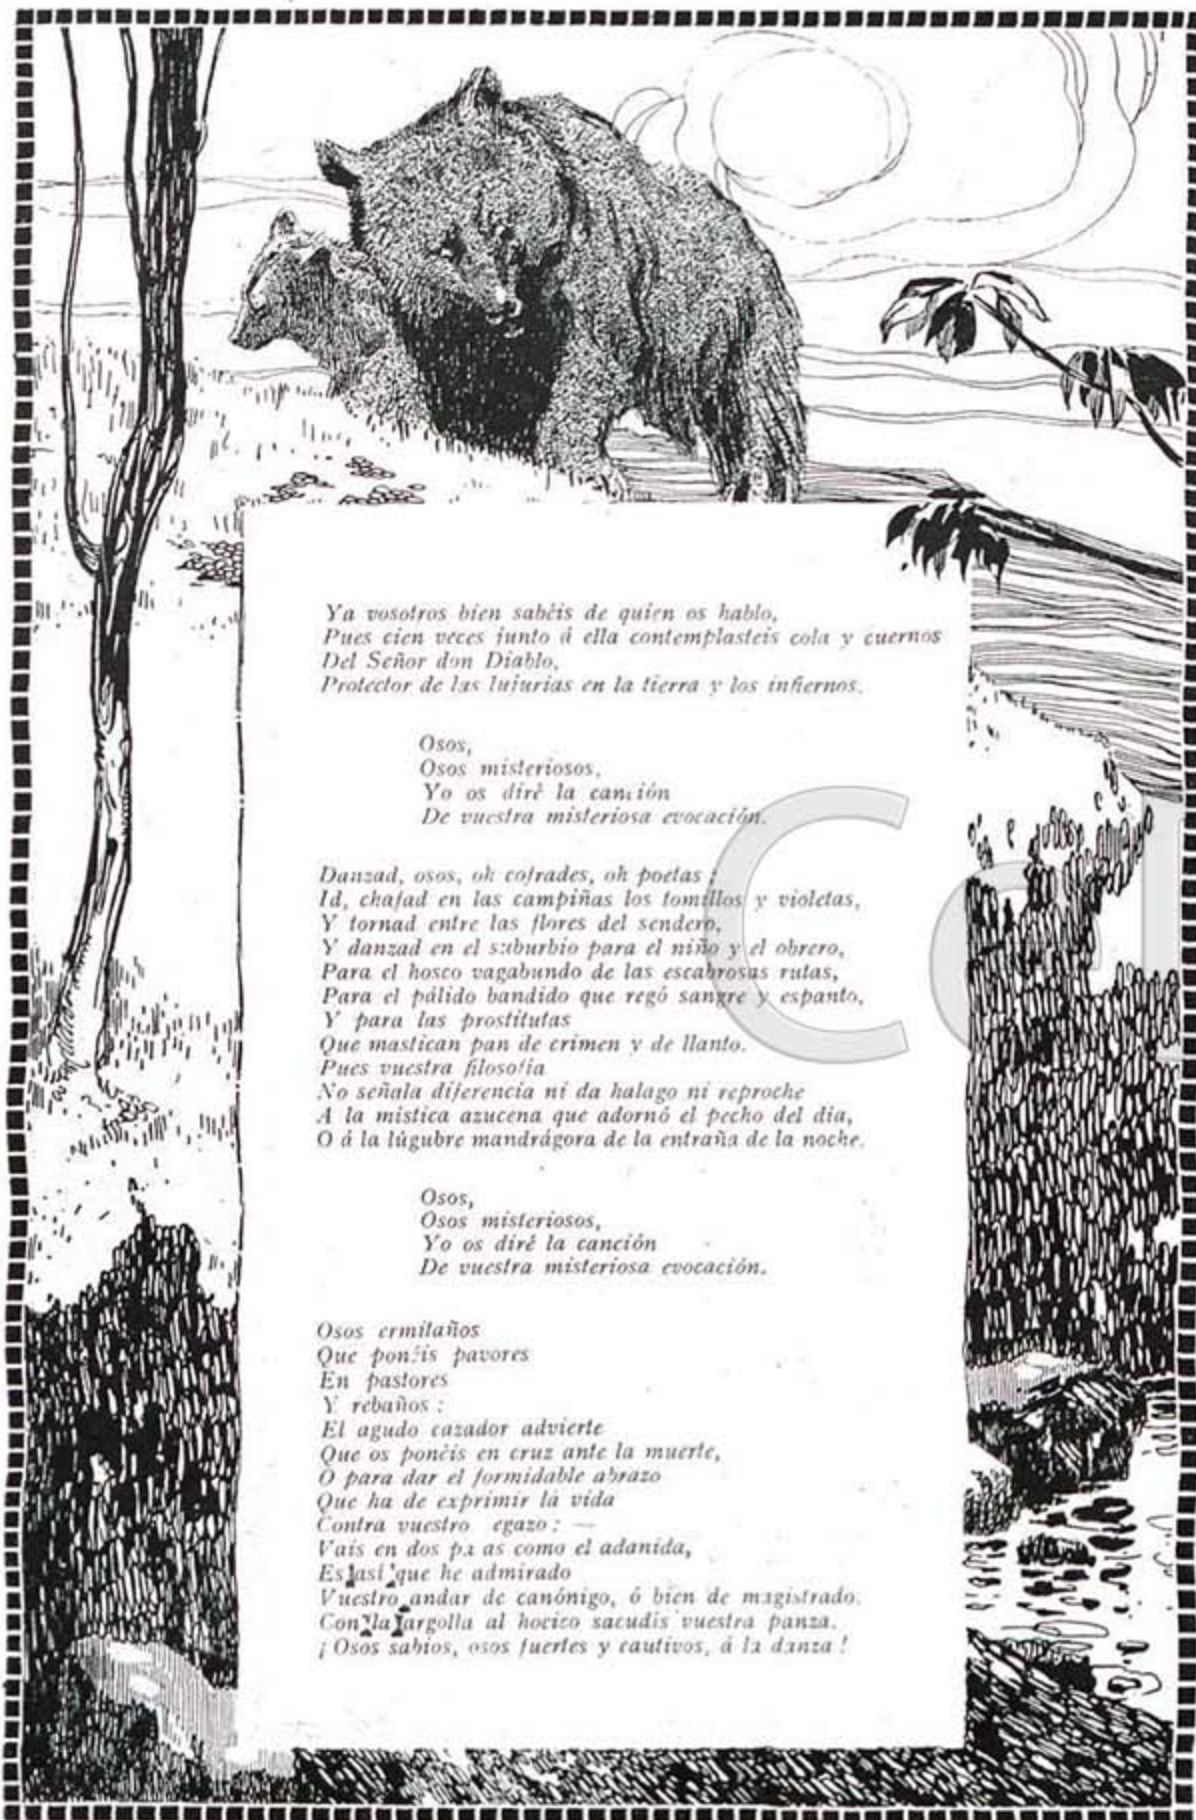 Ya vosotros bien sabéis de quien os hablo,
Pues cien veces junto á ella contemplasteis cola y cuernos
Del Señor don Diablo,
Protector de las lujurias en la tierra y los infiernos.
Osos,
Osos misteriosos,
Yo os diré la canción
De vuestra misteriosa evocación.
Danzad, osos, oh cofrades, oh poetas ;
Id, chafad en las campiñas los tomillos y violetas,
Y tornad entre las flores del sendero,
Y danzad en el suburbio para el niño y el obrero,
Para el hosco vagabundo de las escabrosas rutas,
Para el pálido bandido que regó sangre y espanto,
Y para las prostitutas
Que mastican pan de crimen y de llanto.
Pues vuestra filosofía
No señala diferencia ni da halago ni reproche
A la mística azucena que adornó el pecho del día,
O á la lúgubre mandrágora de la entraña de la noche.
Osos,
Osos misteriosos,
Yo os diré la canción
De vuestra misteriosa evocación.
Osos ermitaños
Que ponéis pavores
En pastores
Y rebaños :
El agudo cazador advierte
Que os ponéis en cruz ante la muerte,
O para dar el formidable abrazo
Que ha de exprimir la vida
Contra vuestro egazo : —
Vais en dos pa as como el adanida,
Es así que he admirado
Vuestro andar de canónigo, ó bien de magistrado.
Con la argolla al hocico sacudís vuestra panza.
¡ Osos sabios, osos fuertes y cautivos, á la danza !